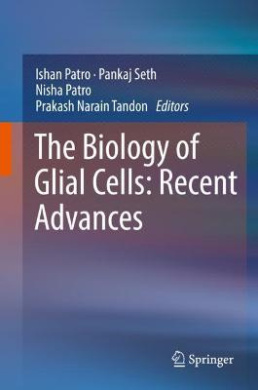 Ishan Patro · Pankaj Seth
Nisha Patro
Prakash Narain Tandon Editors
The Biology of
Glial Cells: Recent
Advances
Springer